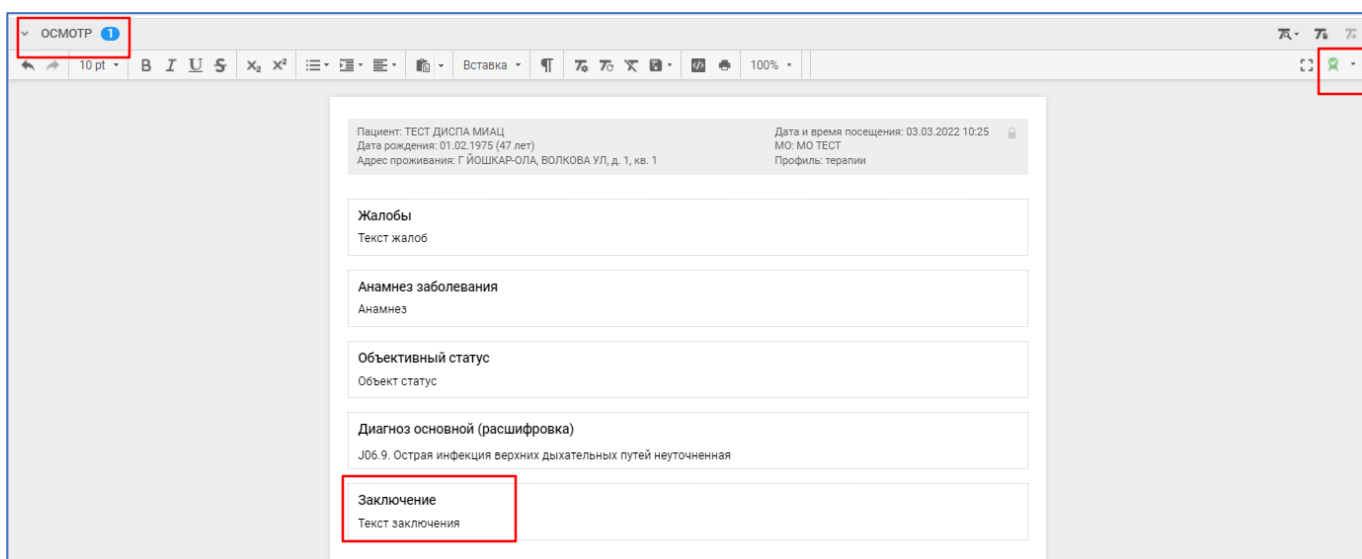 ОСМОТР 1
10 pt B I U S X₂ X² Вставка ¶ 100%
Пациент: ТЕСТ ДИСПА МИАЦ
Дата рождения: 01.02.1975 (47 лет)
Адрес проживания: Г ЙОШКАР-ОЛА, ВОЛКОВА УЛ, д. 1, кв. 1
Дата и время посещения: 03.03.2022 10:25
МО: МО ТЕСТ
Профиль: терапии
Жалобы
Текст жалоб
Анамнез заболевания
Анамнез
Объективный статус
Объект статус
Диагноз основной (расшифровка)
J06.9. Острая инфекция верхних дыхательных путей неуточненная
Заключение
Текст заключения